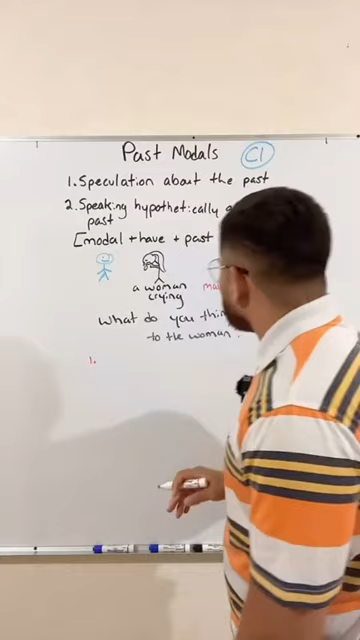 Past Modals C1
1. Speculation about the past
2. Speaking hypothetically
past
[modal + have + past
a woman
crying
What do you
to the woman
1.